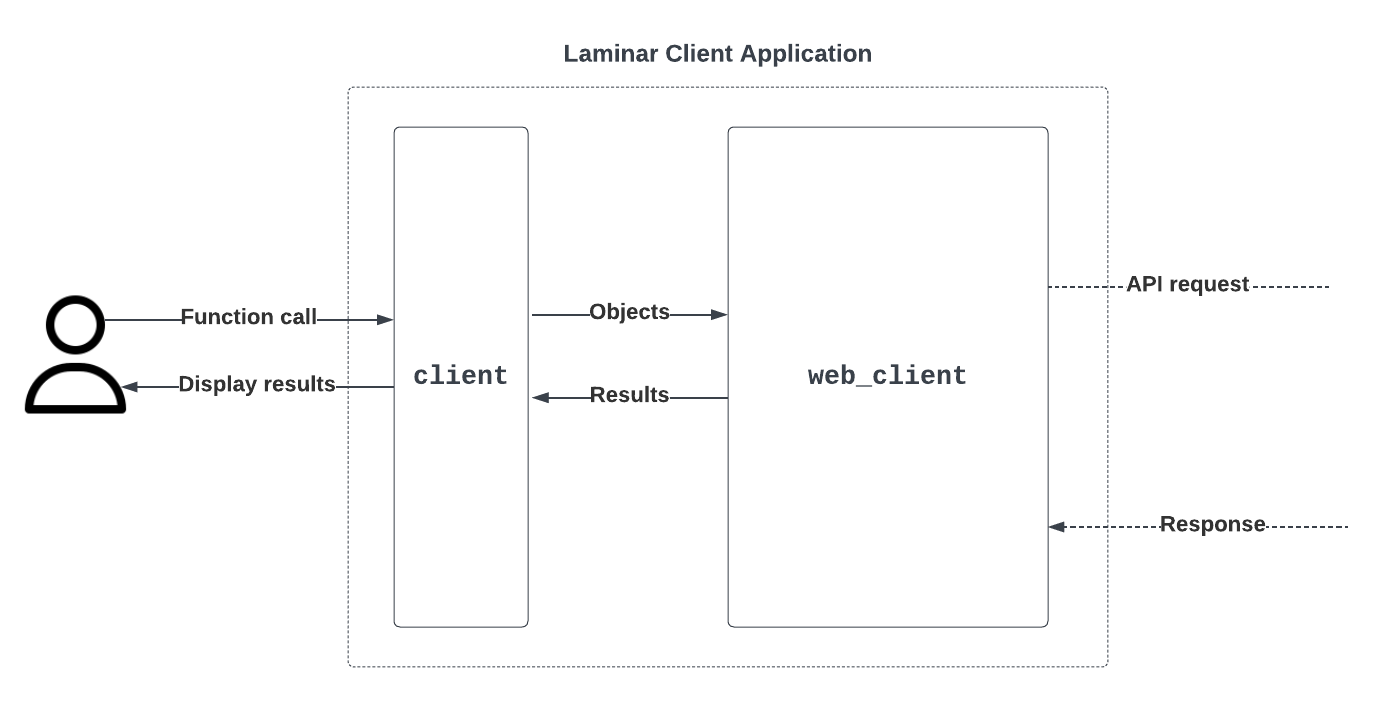 Laminar Client Application
Function call
Display results
client
Objects
Results
web_client
API request
Response